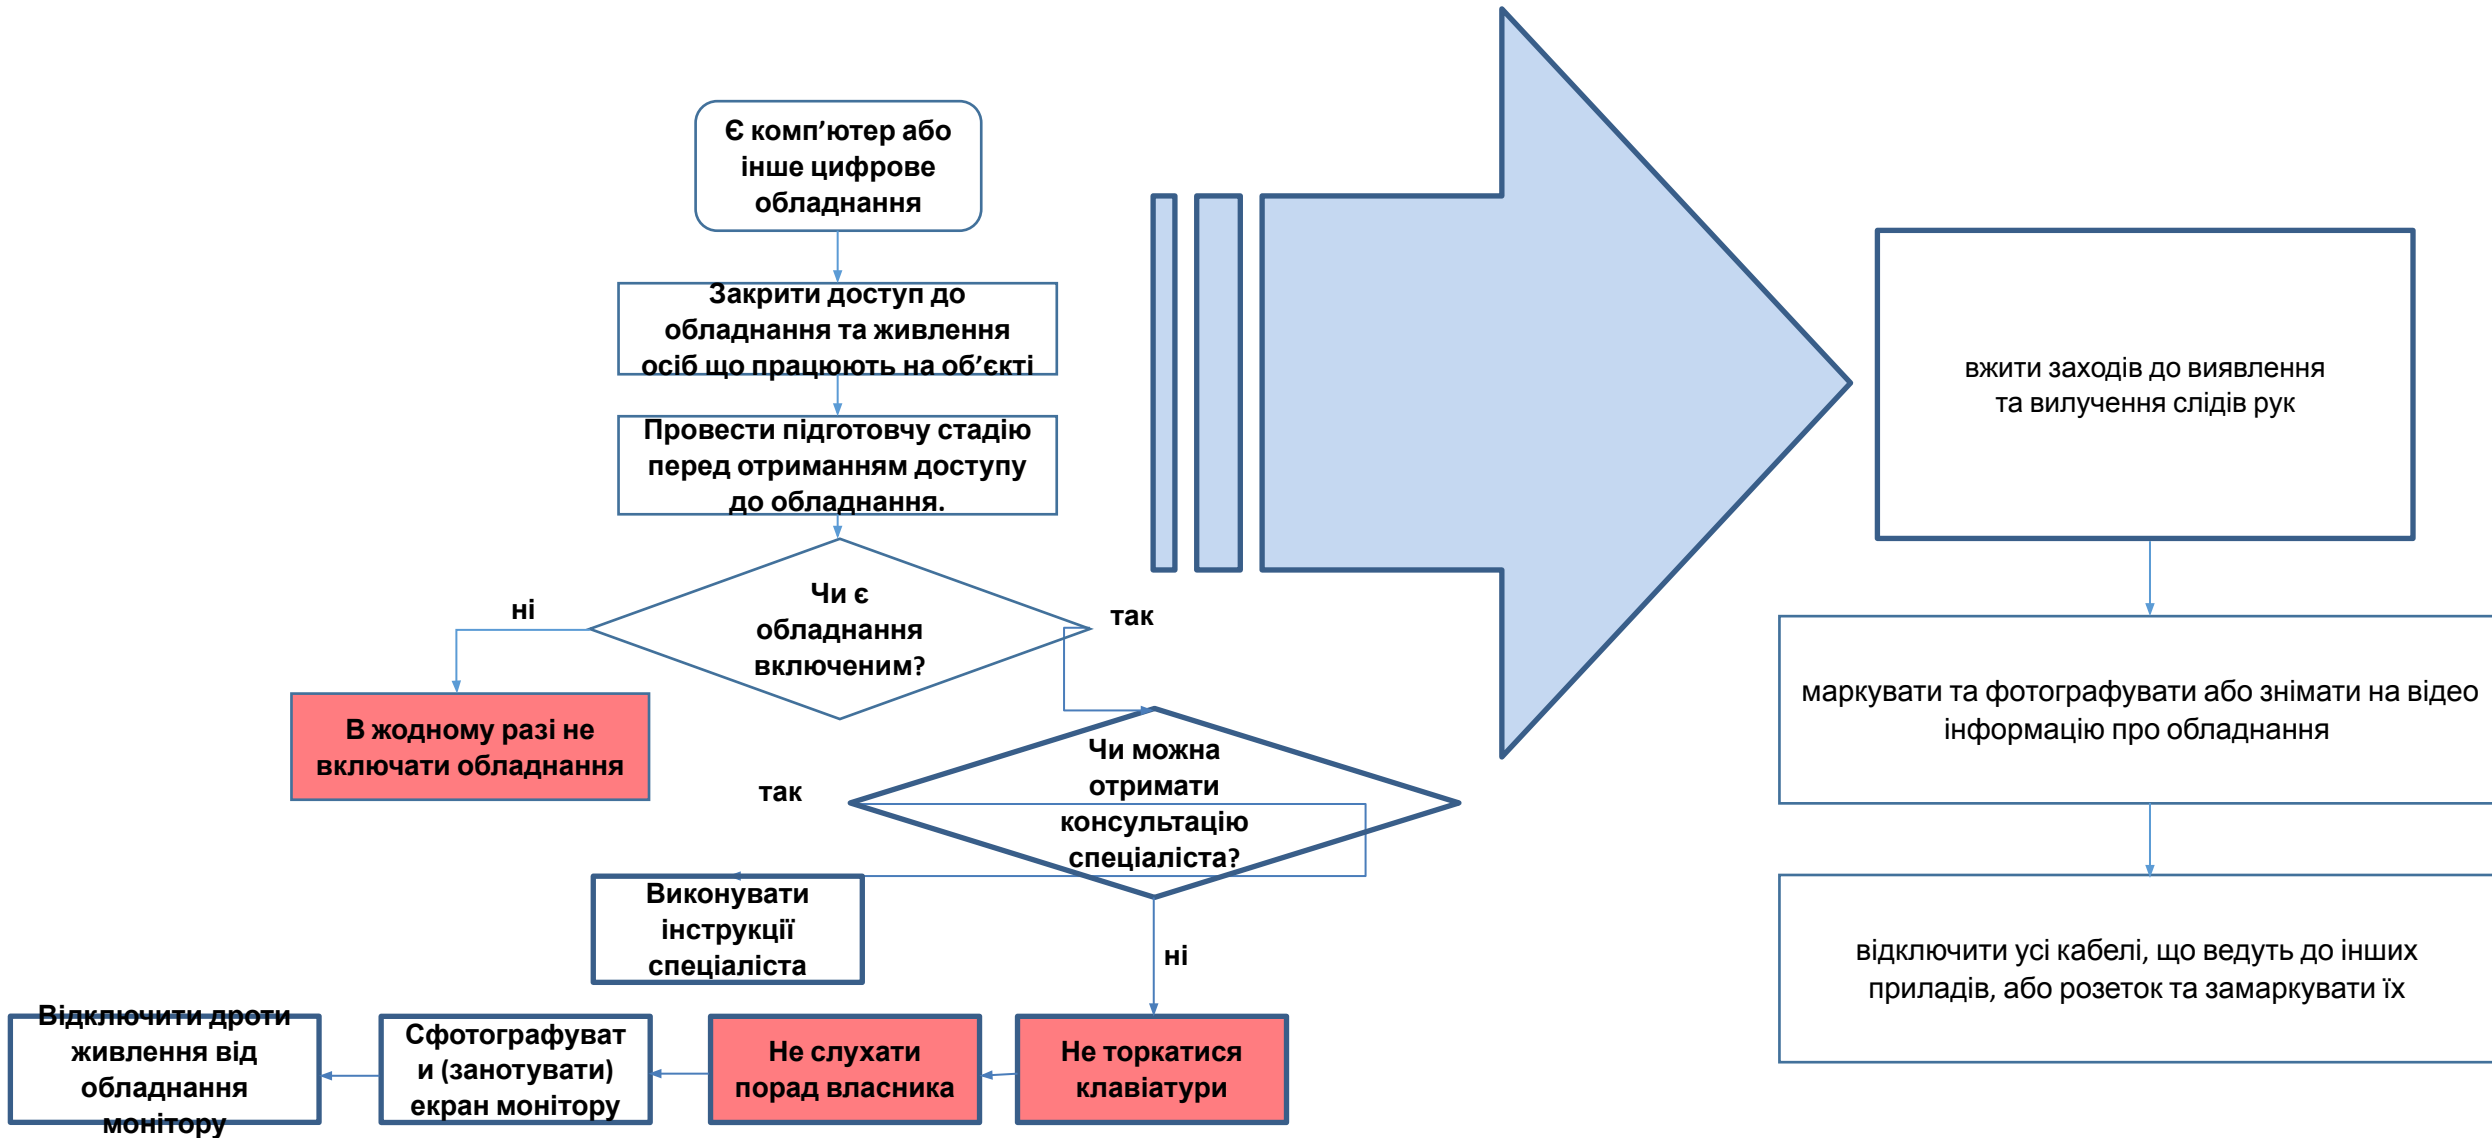 Є комп’ютер або
інше цифрове
обладнання
Закрити доступ до
обладнання та живлення
осіб що працюють на об’єкті
Провести підготовчу стадію
перед отриманням доступу
до обладнання.
Чи є
обладнання
включеним?
ні
так
В жодному разі не
включати обладнання
Чи можна
отримати
консультацію
спеціаліста?
так
Виконувати
інструкції
спеціаліста
ні
Не торкатися
клавіатури
Не слухати
порад власника
Сфотографуват
и (занотувати)
екран монітору
Відключити дроти
живлення від
обладнання
монітору
вжити заходів до виявлення
та вилучення слідів рук
маркувати та фотографувати або знімати на відео
інформацію про обладнання
відключити усі кабелі, що ведуть до інших
приладів, або розеток та замаркувати їх